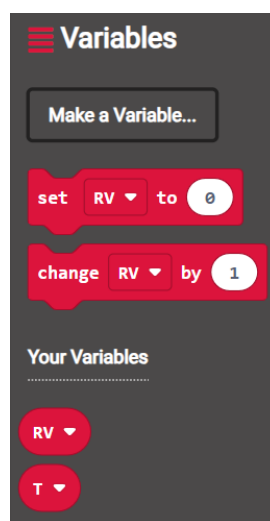 Variables
Make a Variable...
set RV to 0
change RV by 1
Your Variables
RV
T